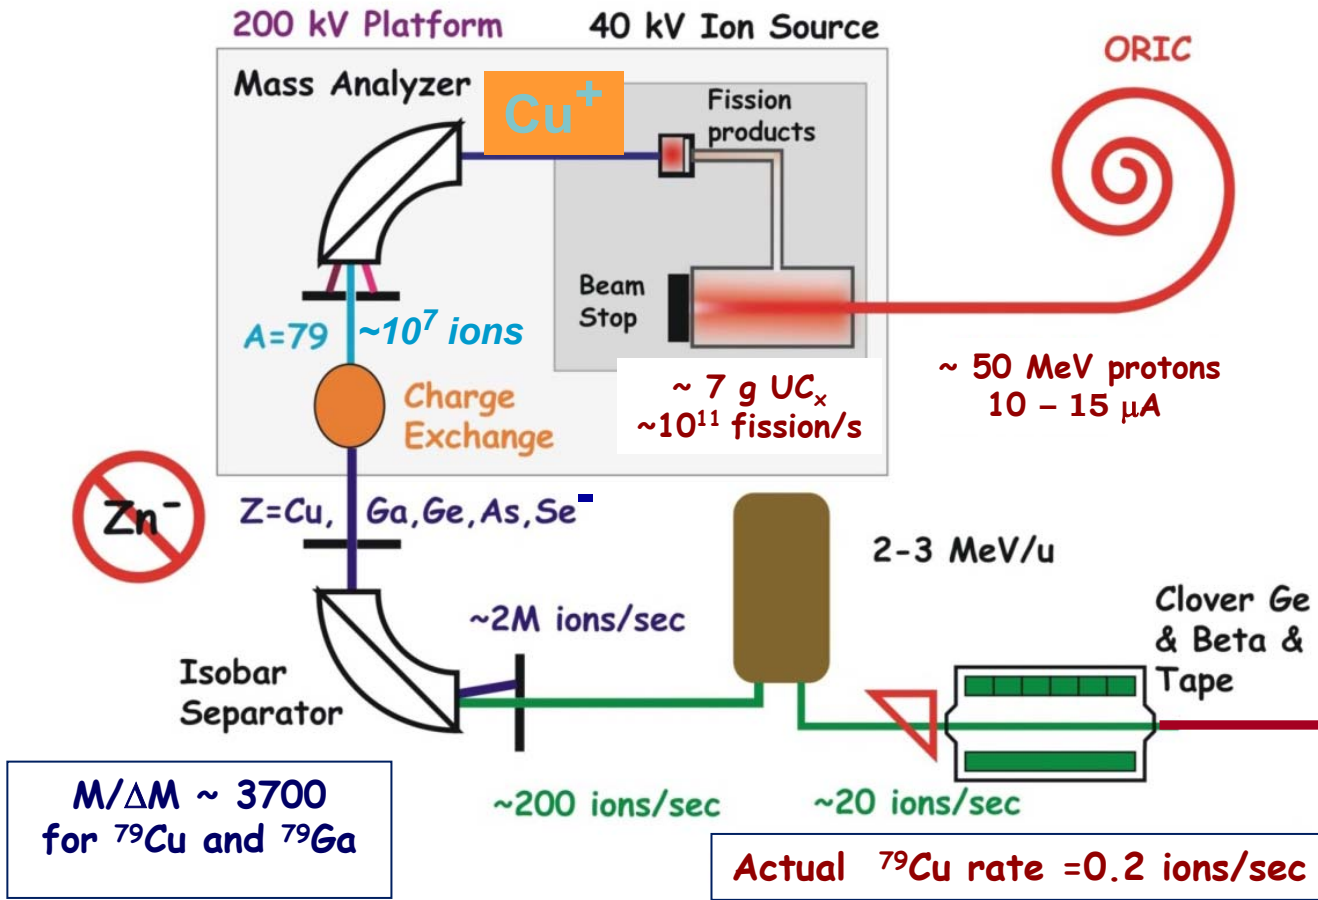 200 kV Platform
40 kV Ion Source
ORIC
Mass Analyzer
Cu⁺
Fission
products
Beam
Stop
A=79
~10⁷ ions
~ 7 g UCₓ
~10¹¹ fission/s
~ 50 MeV protons
10 – 15 μA
Charge
Exchange
Zn⁻
Z=Cu, Ga,Ge,As,Se⁻
2-3 MeV/u
~2M ions/sec
Clover Ge
& Beta &
Tape
Isobar
Separator
M/ΔM ~ 3700
for ⁷⁹Cu and ⁷⁹Ga
~200 ions/sec
~20 ions/sec
Actual ⁷⁹Cu rate =0.2 ions/sec